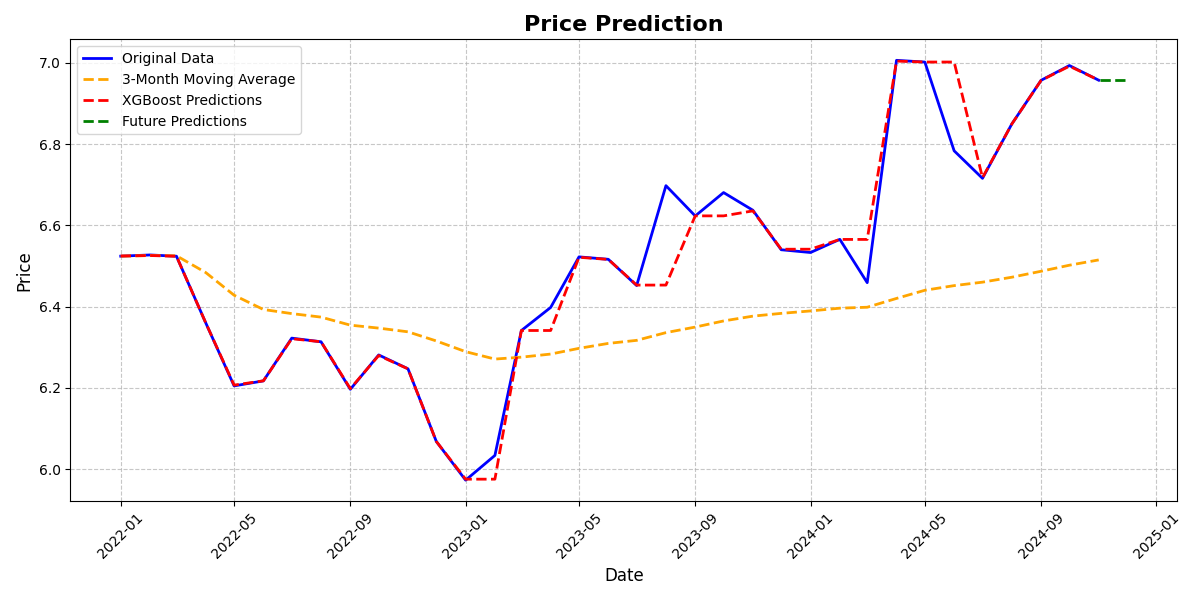 Price Prediction
Original Data
3-Month Moving Average
XGBoost Predictions
Future Predictions
Price
7.0
6.8
6.6
6.4
6.2
6.0
2022-01
2022-05
2022-09
2023-01
2023-05
2023-09
2024-01
2024-05
2024-09
2025-01
Date